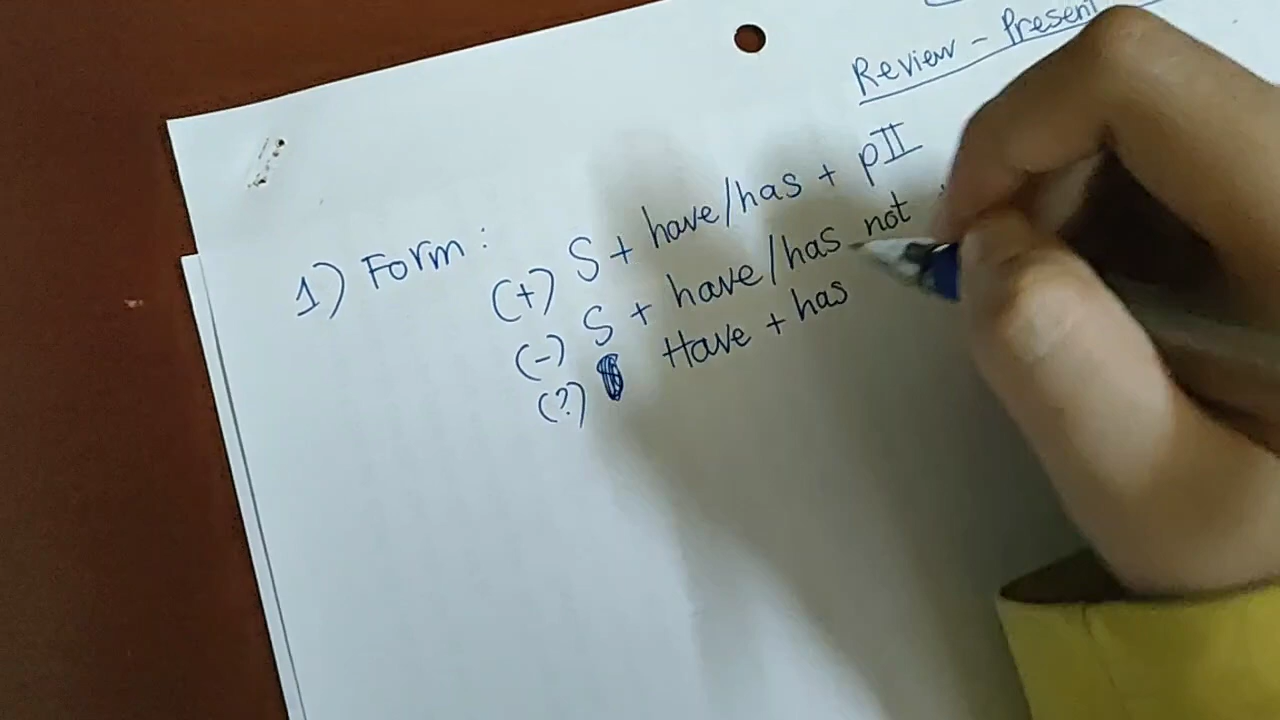 Review - Present
1) Form :
(+) S + have/has + pII
(-) S + have/has not
(?) Have + has